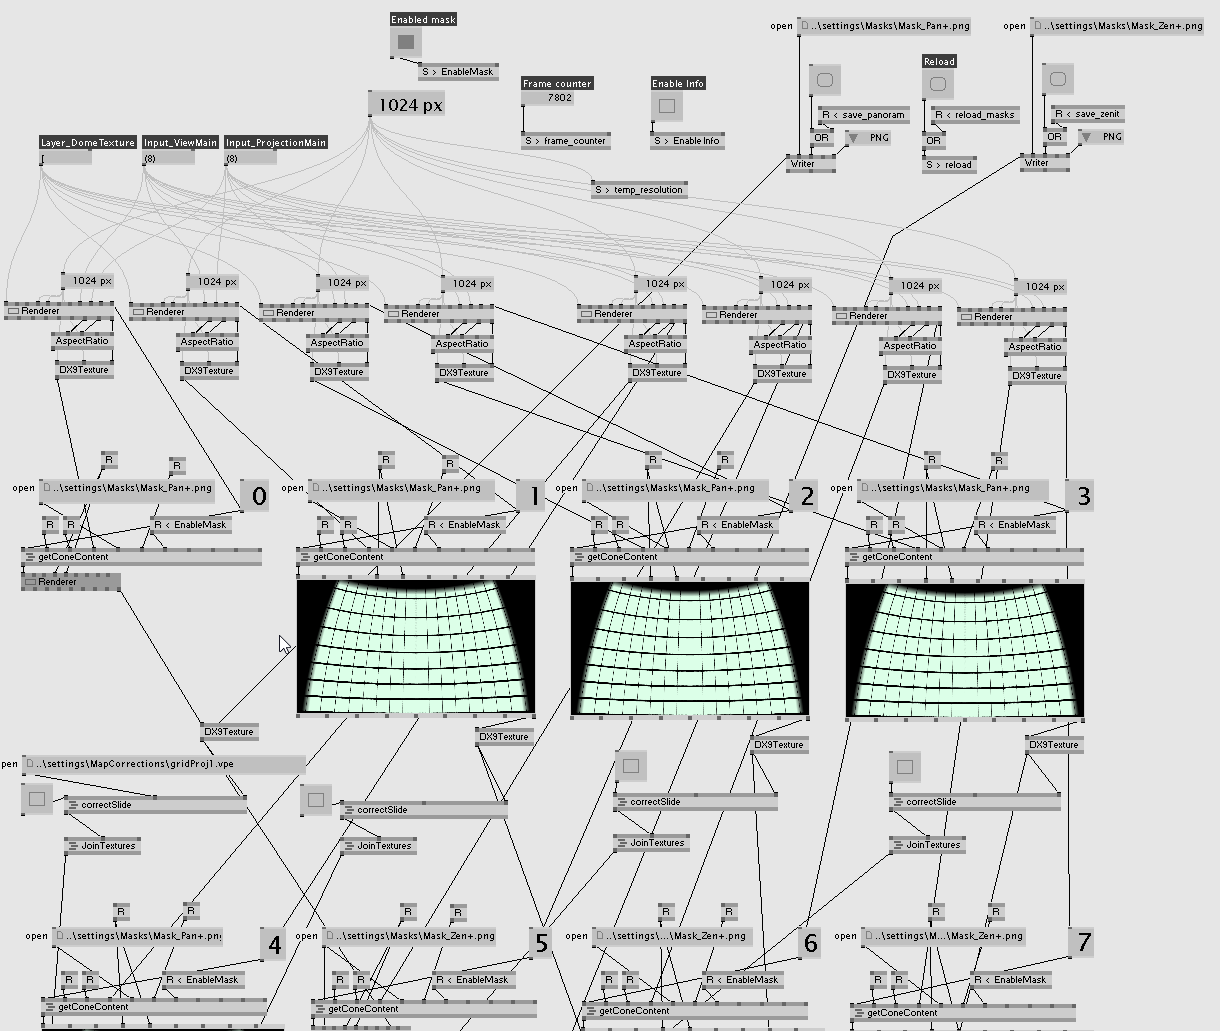 Enabled mask
open ..\settings\Masks\Mask_Pan+.png
open ..\settings\Masks\Mask_Zen+.png
S > EnableMask
Reload
Frame counter
Enable Info
7802
1024 px
R < save_panoram
R < reload_masks
R < save_zenit
OR PNG
OR
OR PNG
S > frame_counter
S > EnableInfo
Layer_DomeTexture Input_ViewMain Input_ProjectionMain
[ (8) (8)
Writer
S > reload
Writer
S > temp_resolution
1024 px 1024 px 1024 px 1024 px 1024 px 1024 px 1024 px 1024 px
Renderer Renderer Renderer Renderer Renderer Renderer Renderer Renderer
AspectRatio AspectRatio AspectRatio AspectRatio AspectRatio AspectRatio AspectRatio AspectRatio
DX9Texture DX9Texture DX9Texture DX9Texture DX9Texture DX9Texture DX9Texture DX9Texture
R R R R R R R R
open ..\settings\Masks\Mask_Pan+.png 0
open ..\settings\Masks\Mask_Pan+.png 1
open ..\settings\Masks\Mask_Pan+.png 2
open ..\settings\Masks\Mask_Pan+.png 3
R R R < EnableMask
R R R < EnableMask
R R R < EnableMask
R R R < EnableMask
getConeContent getConeContent getConeContent getConeContent
Renderer
DX9Texture DX9Texture DX9Texture DX9Texture
..\settings\MapCorrections\gridProj1.vpe
correctSlide correctSlide correctSlide correctSlide
JoinTextures JoinTextures JoinTextures JoinTextures
R R R R R R R R
open ..\settings\Masks\Mask_Pan+.pn 4
open ..\settings\Masks\Mask_Zen+.png 5
open ..\settings\...\Mask_Zen+.png 6
open ..\settings\M...\Mask_Zen+.png 7
R R R < EnableMask
R R R < EnableMask
R R R < EnableMask
R R R < EnableMask
getConeContent getConeContent getConeContent getConeContent